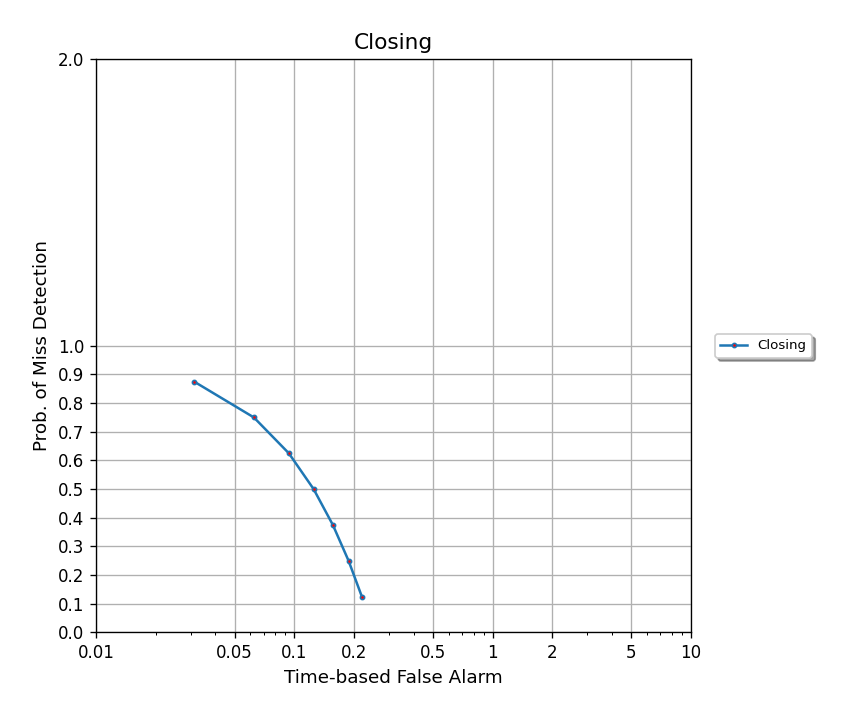 Closing
2.0
1.0
0.9
0.8
0.7
0.6
0.5
0.4
0.3
0.2
0.1
0.0
Prob. of Miss Detection
0.01 0.05 0.1 0.2 0.5 1 2 5 10
Time-based False Alarm
Closing